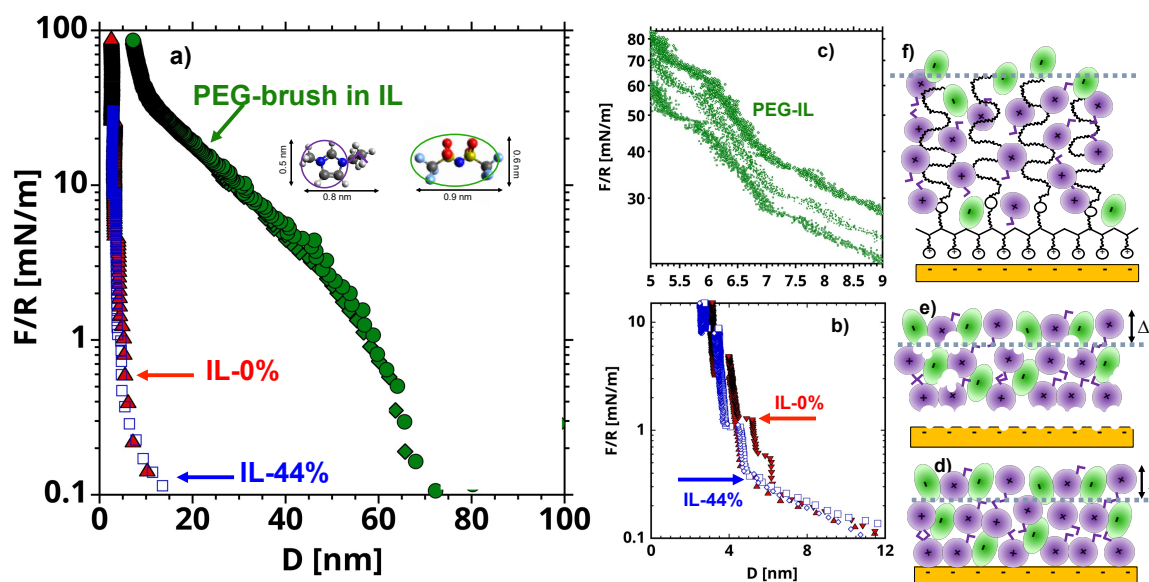 a)
PEG-brush in IL
0.5 nm
0.8 nm
0.9 nm
0.6nm
IL-0%
IL-44%
F/R [mN/m]
100
10
1
0.1
0 20 40 60 80 100
D [nm]
c)
PEG-IL
F/R [mN/m]
80
70
60
50
40
30
5 5.5 6 6.5 7 7.5 8 8.5 9
b)
IL-0%
IL-44%
F/R [mN/m]
10
1
0.1
0 4 8 12
D [nm]
f)
e)
Δ
d)